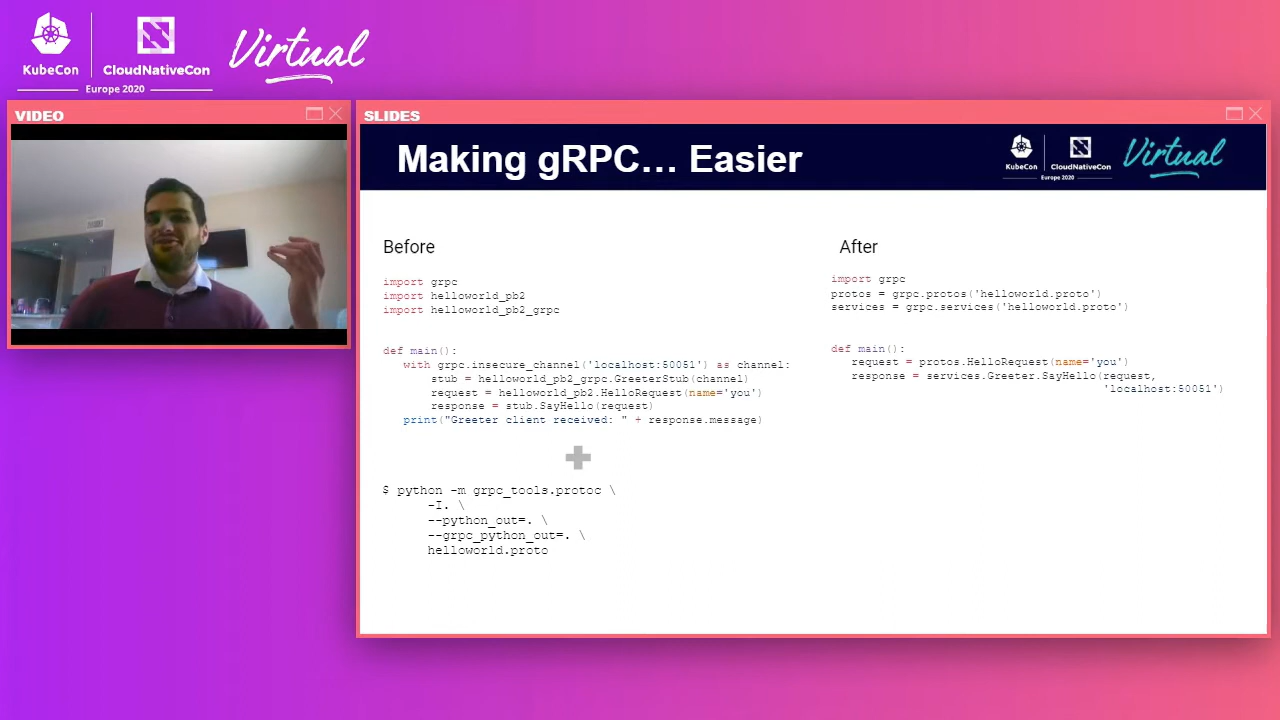 KubeCon
CloudNativeCon
Europe 2020
Virtual
VIDEO
SLIDES
Making gRPC… Easier
KubeCon
CloudNativeCon
Europe 2020
Virtual
Before
import grpc
import helloworld_pb2
import helloworld_pb2_grpc
def main():
with grpc.insecure_channel('localhost:50051') as channel:
stub = helloworld_pb2_grpc.GreeterStub(channel)
request = helloworld_pb2.HelloRequest(name='you')
response = stub.SayHello(request)
print("Greeter client received: " + response.message)
$ python -m grpc_tools.protoc \
-I. \
--python_out=. \
--grpc_python_out=. \
helloworld.proto
After
import grpc
protos = grpc.protos('helloworld.proto')
services = grpc.services('helloworld.proto')
def main():
request = protos.HelloRequest(name='you')
response = services.Greeter.SayHello(request,
'localhost:50051')